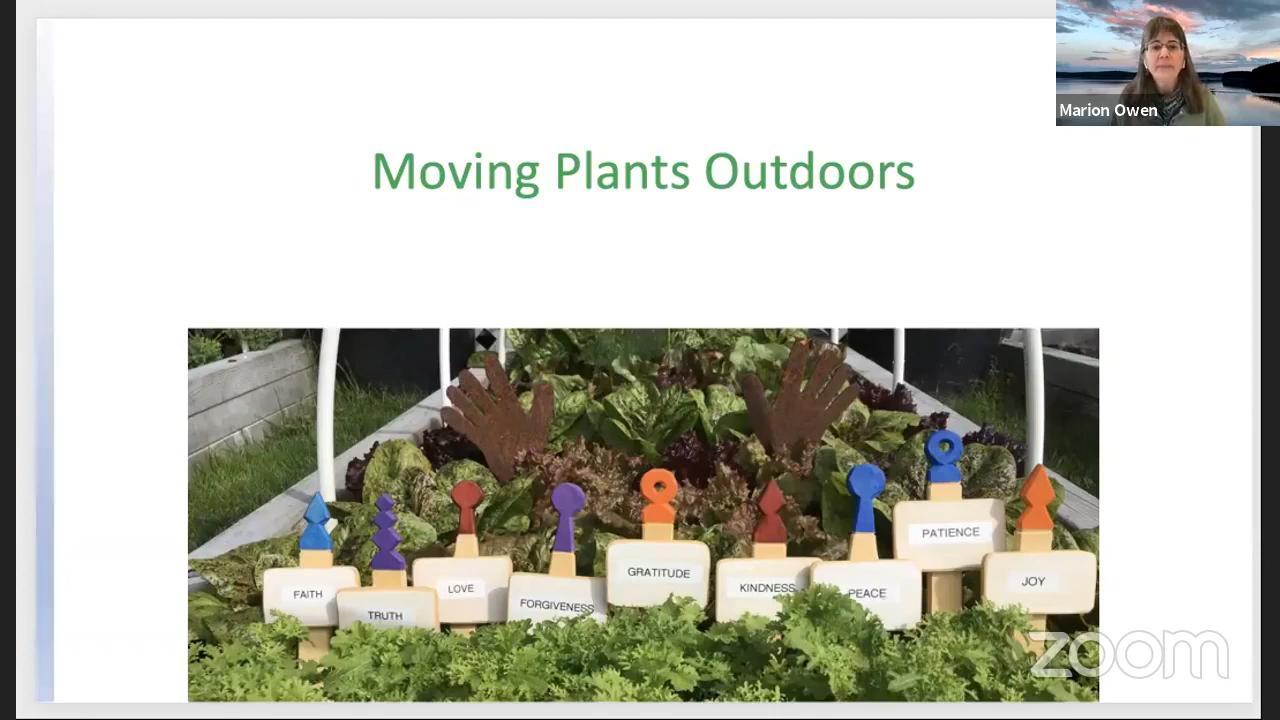 Marion Owen
Moving Plants Outdoors
PATIENCE
GRATITUDE
JOY
LOVE
KINDNESS
FAITH
PEACE
FORGIVENESS
TRUTH
zoom